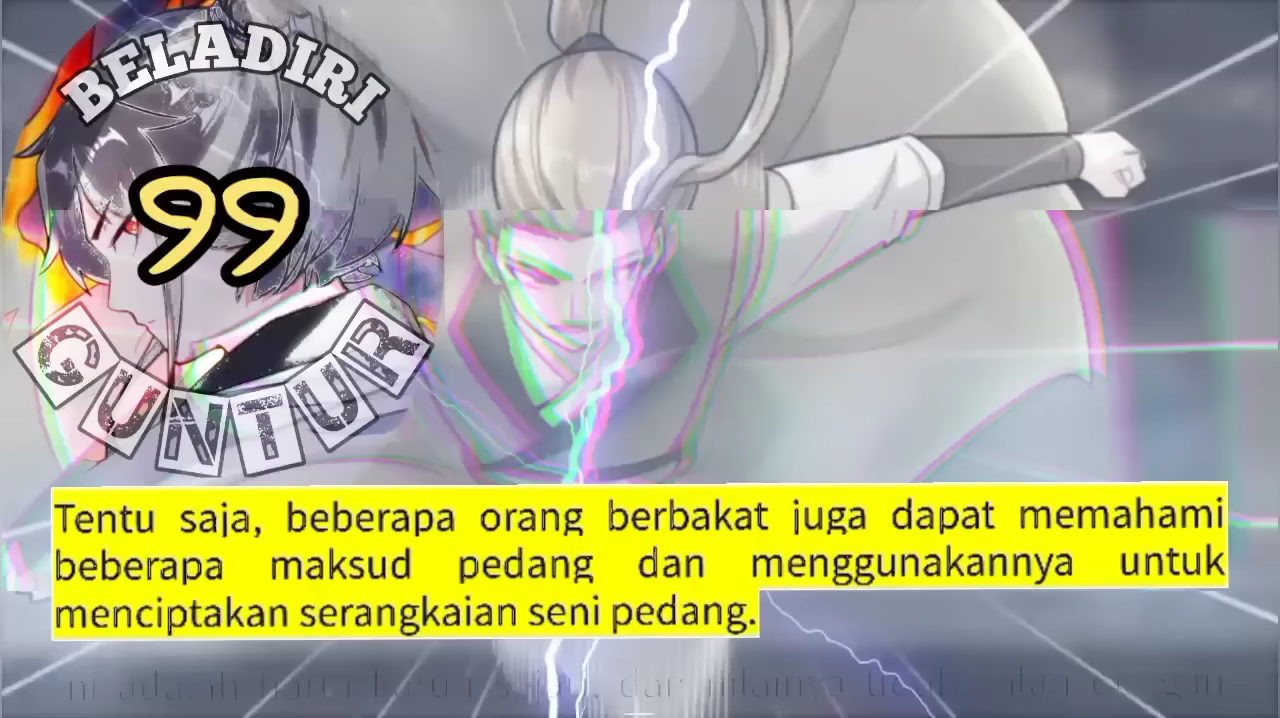 BELADIRI
99
GUNTUR
Tentu saja, beberapa orang berbakat juga dapat memahami
beberapa maksud pedang dan menggunakannya untuk
menciptakan serangkaian seni pedang.